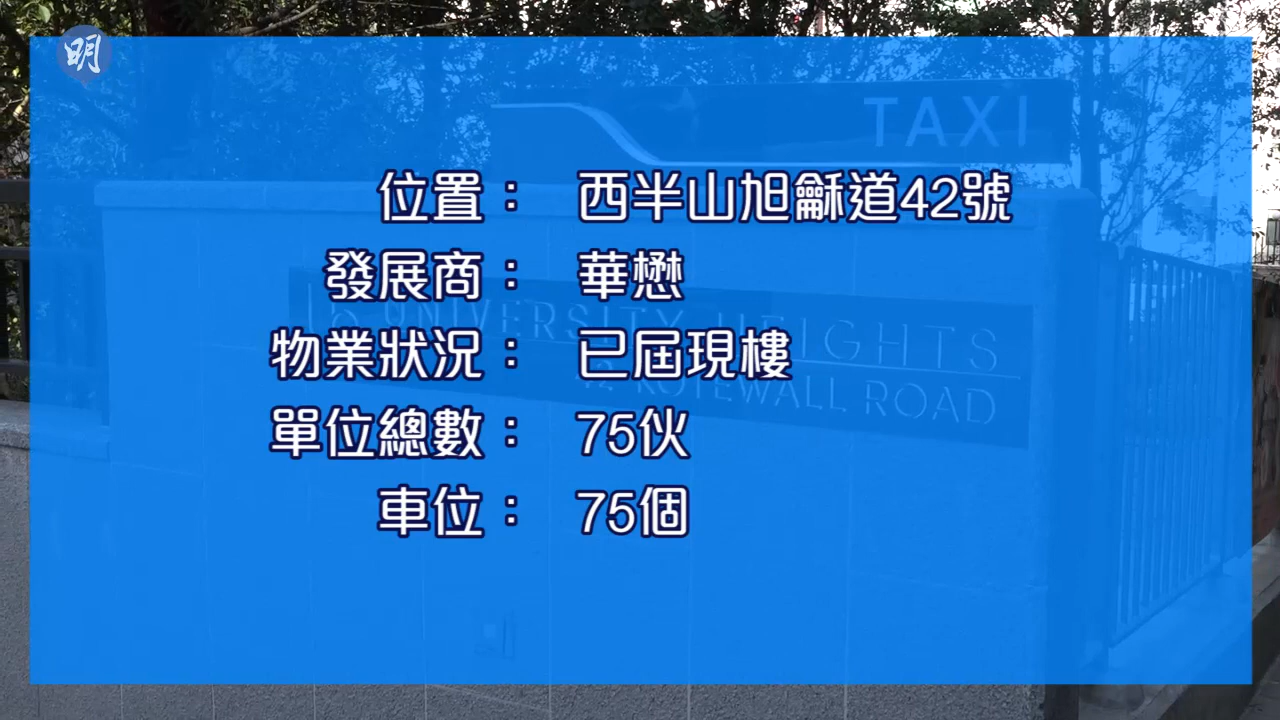 明
TAXI
位置： 西半山旭龢道42號
發展商： 華懋
UNIVERSITY HEIGHTS
物業狀況： 已屆現樓
42 KOTEWALL ROAD
單位總數： 75伙
車位： 75個